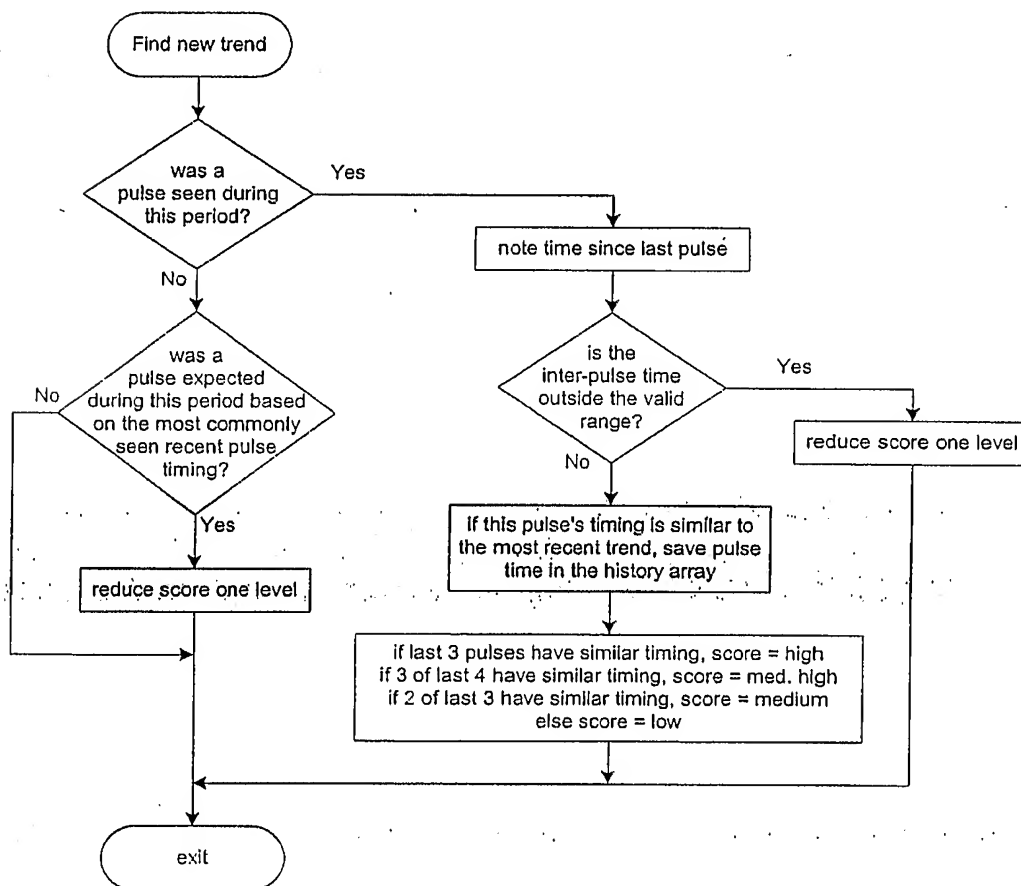 Find new trend
was a
pulse seen during
this period?
Yes
No
note time since last pulse
was a
pulse expected
during this period based
on the most commonly
seen recent pulse
timing?
No
Yes
reduce score one level
is the
inter-pulse time
outside the valid
range?
Yes
No
reduce score one level
If this pulse's timing is similar to
the most recent trend, save pulse
time in the history array
if last 3 pulses have similar timing, score = high
if 3 of last 4 have similar timing, score = med. high
if 2 of last 3 have similar timing, score = medium
else score = low
exit